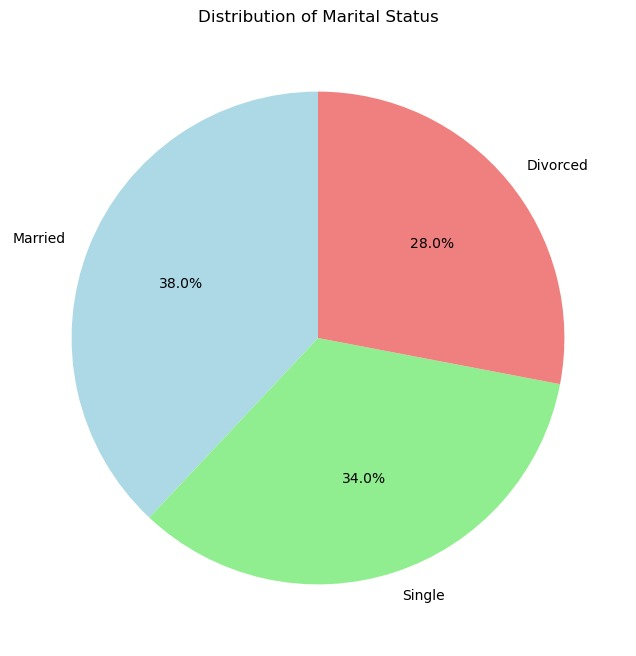 Distribution of Marital Status
Divorced
Married
28.0%
38.0%
34.0%
Single